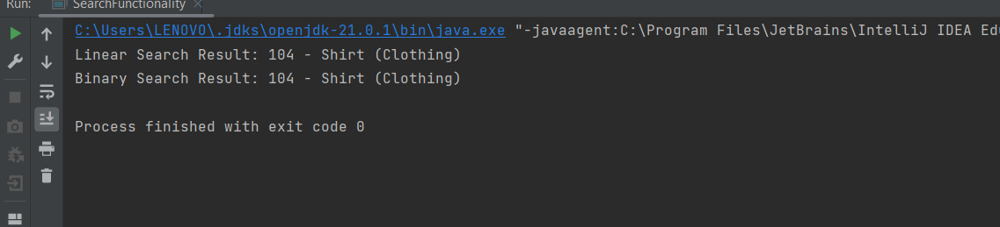 Run: SearchFunctionality ×
C:\Users\LENOVO\.jdks\openjdk-21.0.1\bin\java.exe "-javaagent:C:\Program Files\JetBrains\IntelliJ IDEA Ed
Linear Search Result: 104 - Shirt (Clothing)
Binary Search Result: 104 - Shirt (Clothing)
Process finished with exit code 0